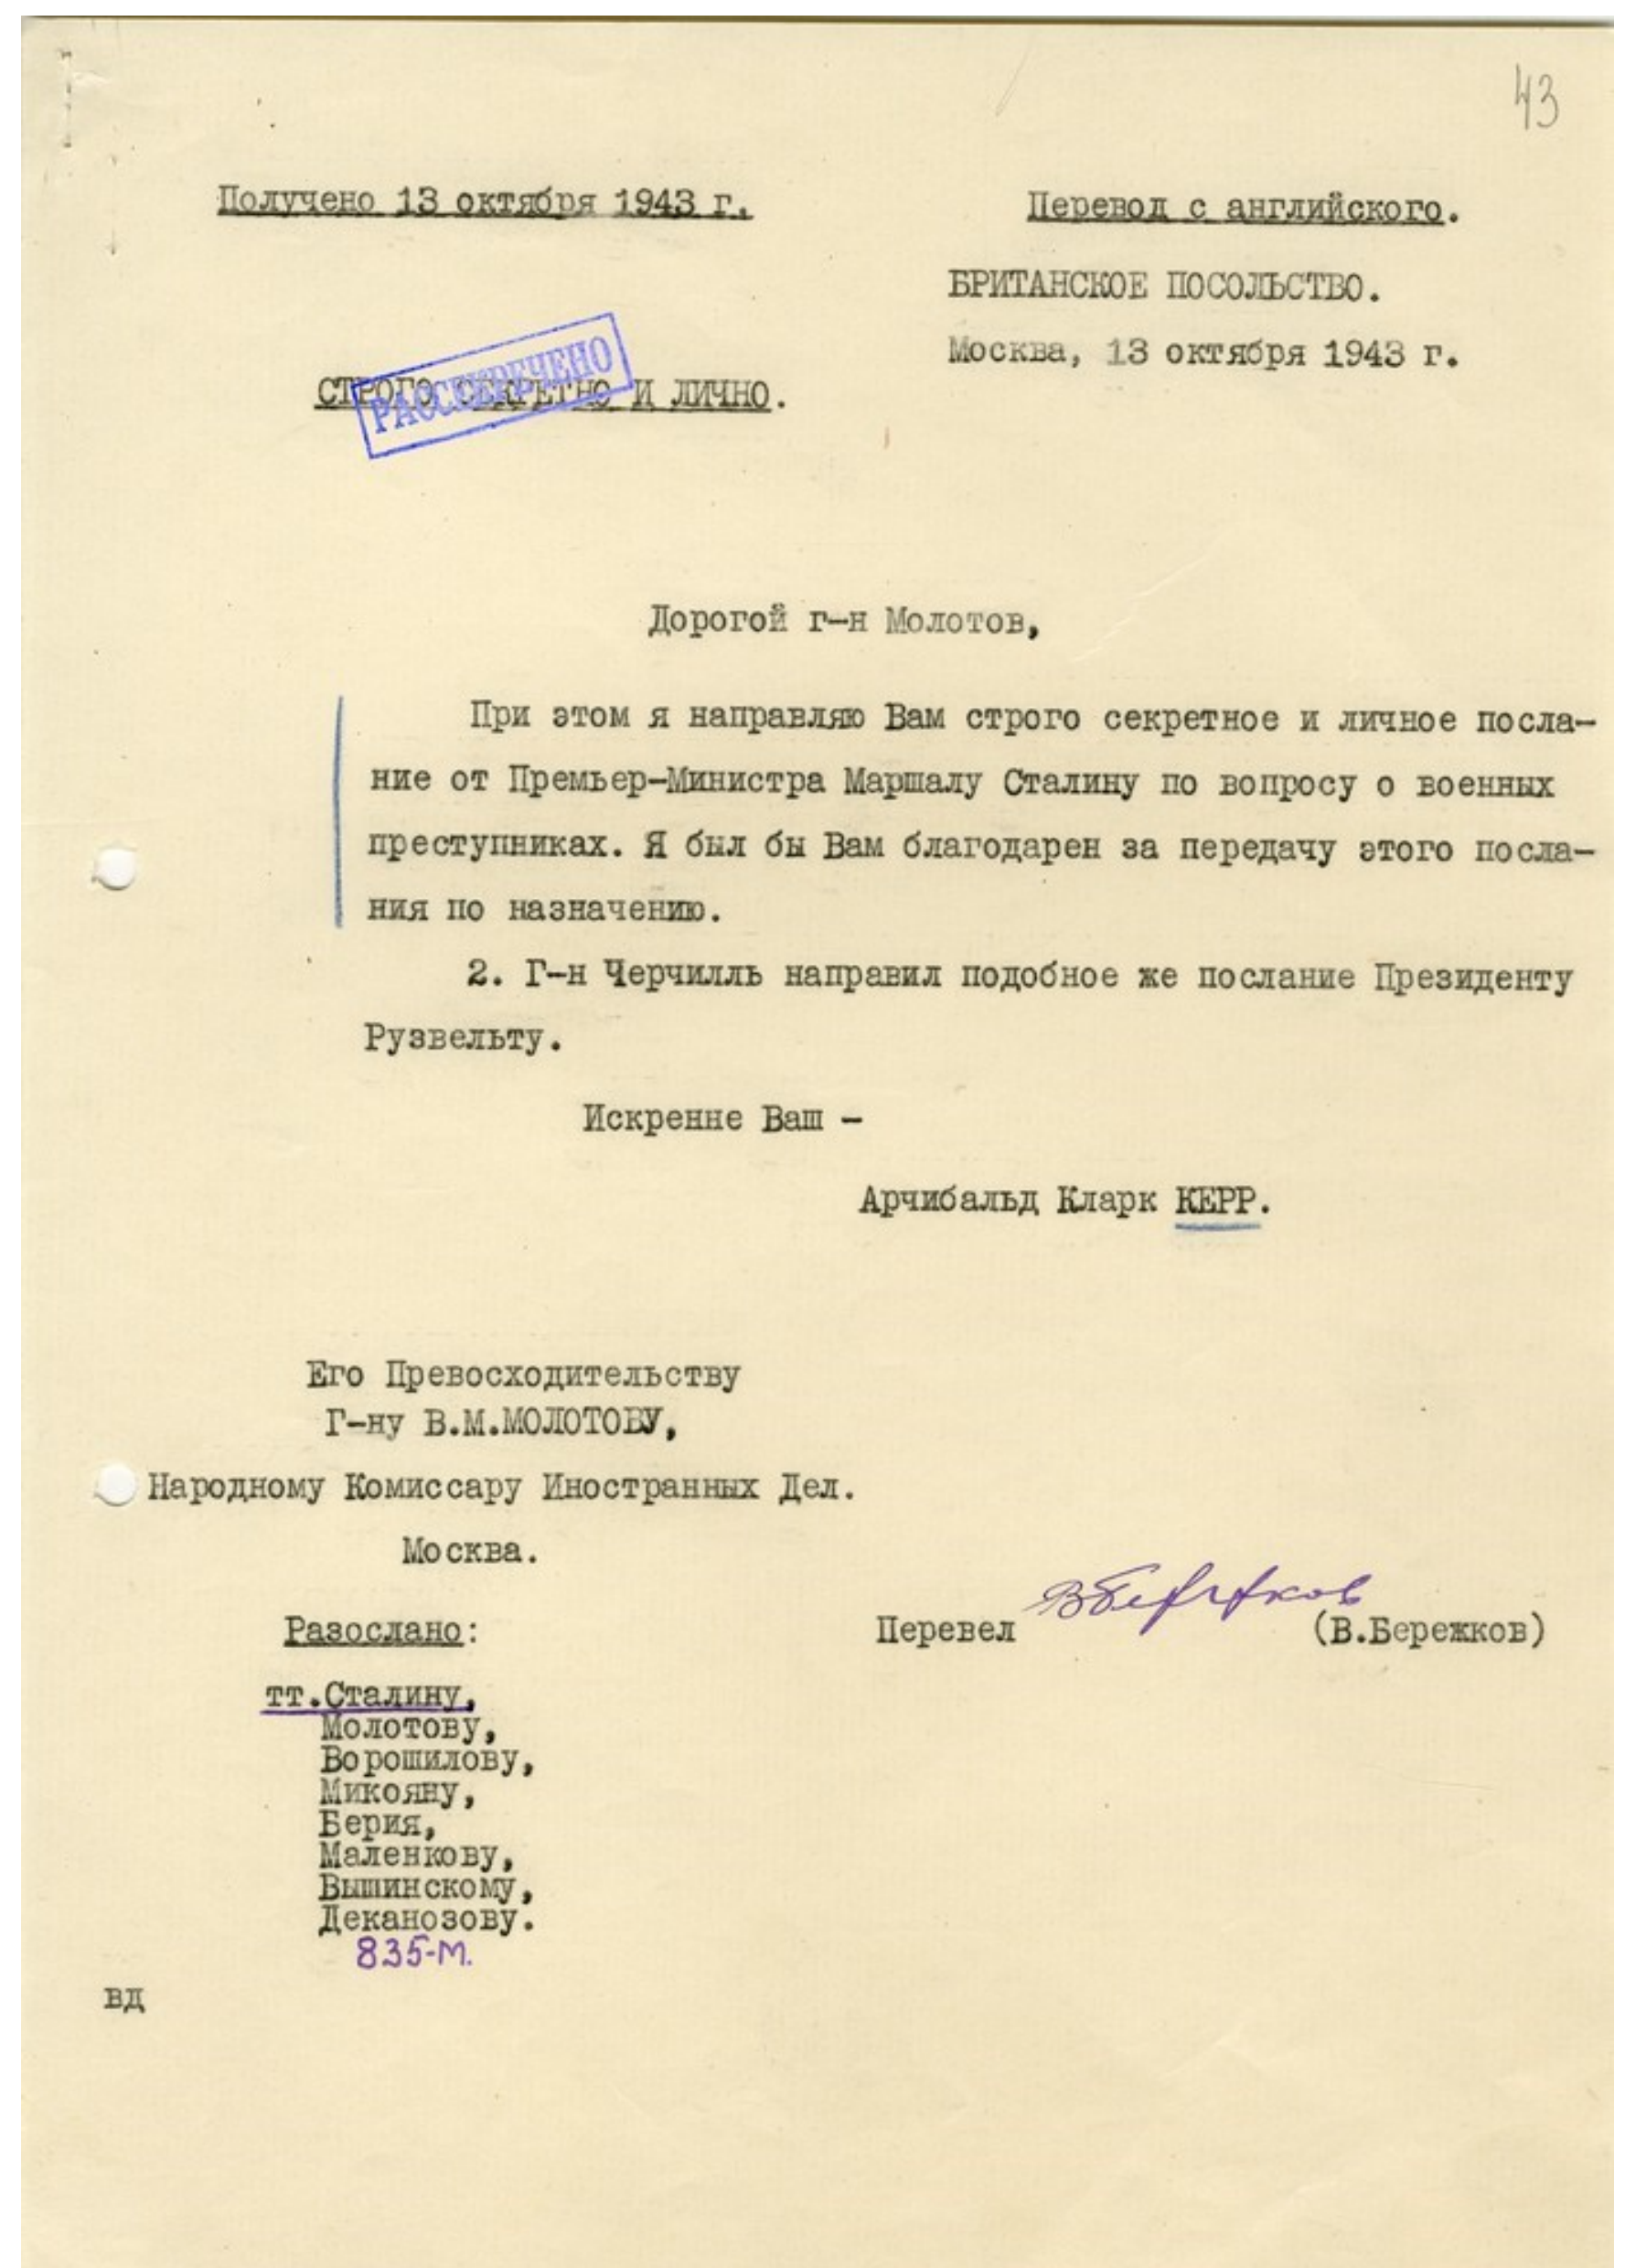 43
Получено 13 октября 1943 г.
Перевод с английского.
БРИТАНСКОЕ ПОСОЛЬСТВО.
Москва, 13 октября 1943 г.
РАССЕКРЕЧЕНО
СТРОГО СЕКРЕТНО И ЛИЧНО.
Дорогой г-н Молотов,
При этом я направляю Вам строго секретное и личное посла-
ние от Премьер-Министра Маршалу Сталину по вопросу о военных
преступниках. Я был бы Вам благодарен за передачу этого посла-
ния по назначению.
2. Г-н Черчилль направил подобное же послание Президенту
Рузвельту.
Искренне Ваш -
Арчибальд Кларк КЕРР.
Его Превосходительству
Г-ну В.М.МОЛОТОВУ,
Народному Комиссару Иностранных Дел.
Москва.
Разослано:
Перевел ВБережков (В.Бережков)
тт.Сталину,
Молотову,
Ворошилову,
Микояну,
Берия,
Маленкову,
Вышинскому,
Деканозову.
835-м.
вд